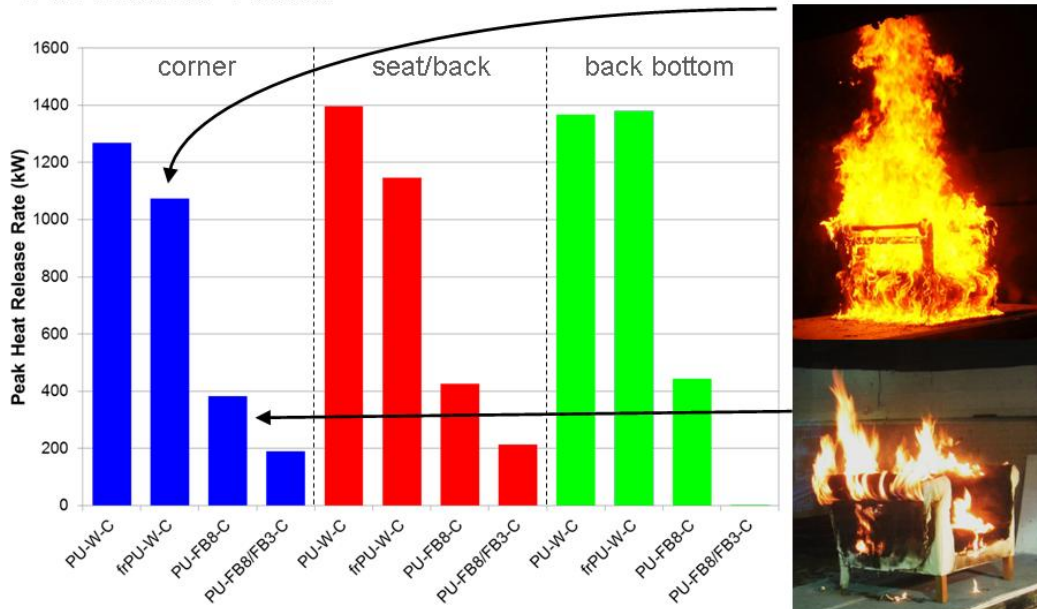 corner seat/back back bottom
1600
1400
1200
1000
800
600
400
200
0
Peak Heat Release Rate (kW)
PU-W-C
frPU-W-C
PU-FB8-C
PU-FB8/FB3-C
PU-W-C
frPU-W-C
PU-FB8-C
PU-FB8/FB3-C
PU-W-C
frPU-W-C
PU-FB8-C
PU-FB8/FB3-C